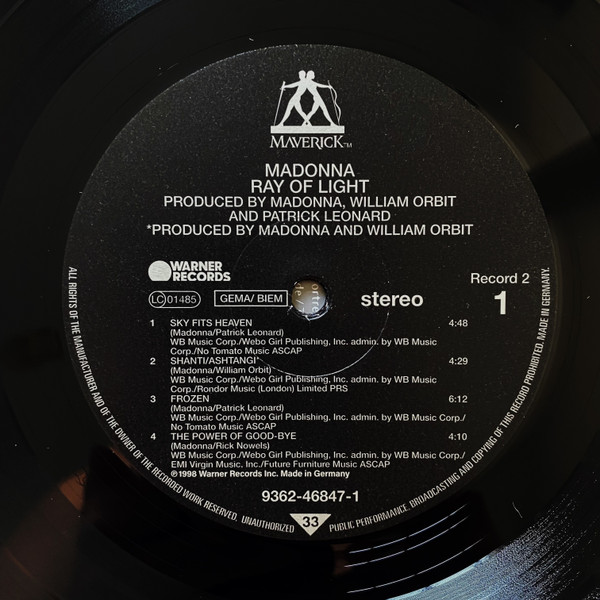 MAVERICK™
MADONNA
RAY OF LIGHT
PRODUCED BY MADONNA, WILLIAM ORBIT
AND PATRICK LEONARD
*PRODUCED BY MADONNA AND WILLIAM ORBIT
WARNER
RECORDS
LC 01485
GEMA/ BIEM
stereo
Record 2
1
1 SKY FITS HEAVEN 4:48
(Madonna/Patrick Leonard)
WB Music Corp./Webo Girl Publishing, Inc. admin. by WB Music
Corp./No Tomato Music ASCAP
2 SHANTI/ASHTANGI* 4:29
(Madonna/William Orbit)
WB Music Corp./Webo Girl Publishing, Inc. admin. by WB Music
Corp./Rondor Music (London) Limited PRS
3 FROZEN 6:12
(Madonna/Patrick Leonard)
WB Music Corp./Webo Girl Publishing, Inc. admin. by WB Music Corp./
No Tomato Music ASCAP
4 THE POWER OF GOOD-BYE 4:10
(Madonna/Rick Nowels)
WB Music Corp./Webo Girl Publishing, Inc. admin. by WB Music Corp./
EMI Virgin Music, Inc./Future Furniture Music ASCAP
℗1998 Warner Records Inc. Made in Germany
9362-46847-1
33
ALL RIGHTS OF THE MANUFACTURER AND OF THE OWNER OF THE RECORDED WORK RESERVED. UNAUTHORIZED PUBLIC PERFORMANCE, BROADCASTING AND COPYING OF THIS RECORD PROHIBITED. MADE IN GERMANY.